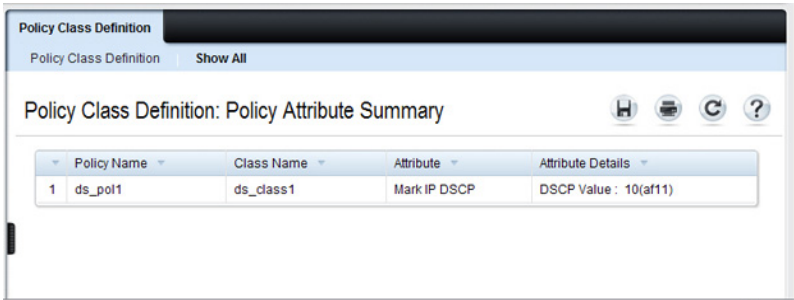 Policy Class Definition
Policy Class Definition Show All
Policy Class Definition: Policy Attribute Summary
Policy Name Class Name Attribute Attribute Details
1 ds_pol1 ds_class1 Mark IP DSCP DSCP Value : 10(af11)